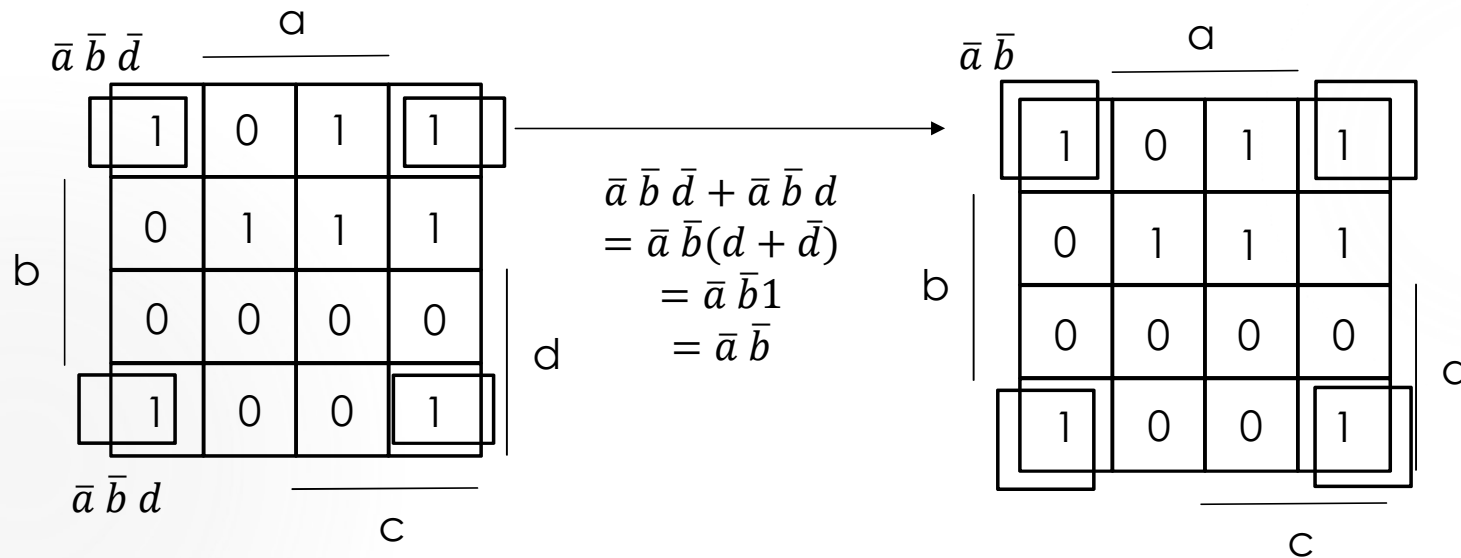 a
a̅ b̅ d̅
1 0 1 1
0 1 1 1
b
0 0 0 0
d
1 0 0 1
a̅ b̅ d
c
a̅ b̅ d̅ + a̅ b̅ d
= a̅ b̅(d + d̅)
= a̅ b̅1
= a̅ b̅
a
a̅ b̅
1 0 1 1
0 1 1 1
b
0 0 0 0
1 0 0 1
c